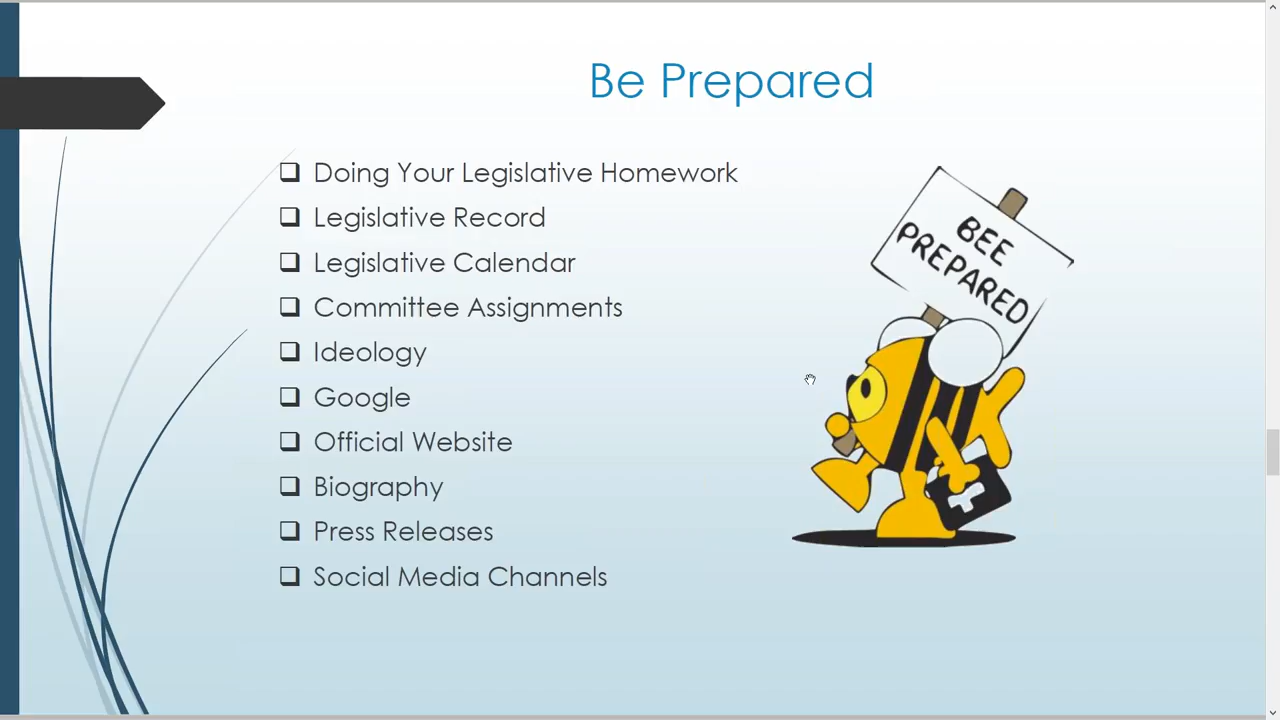 Be Prepared
Doing Your Legislative Homework
Legislative Record
Legislative Calendar
Committee Assignments
Ideology
Google
Official Website
Biography
Press Releases
Social Media Channels
BEE
PREPARED